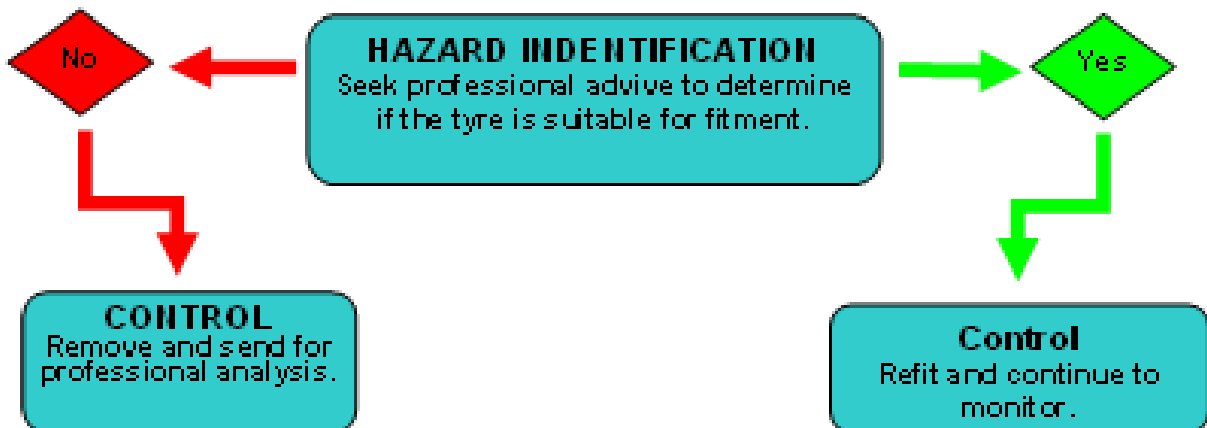 No
HAZARD INDENTIFICATION
Seek professional advive to determine
if the tyre is suitable for fitment.
Yes
CONTROL
Remove and send for
professional analysis.
Control
Refit and continue to
monitor.